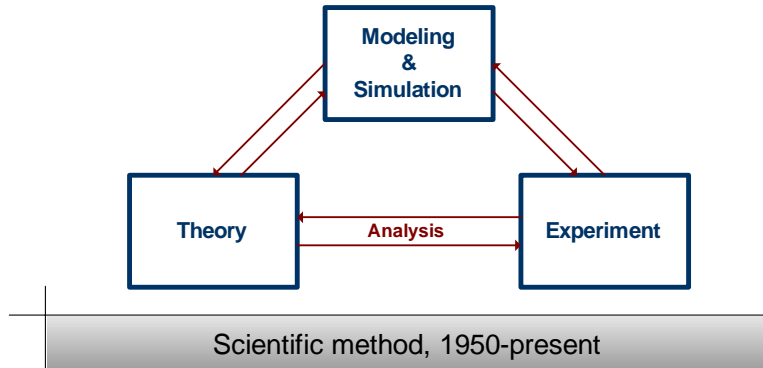 Modeling
&
Simulation
Theory
Analysis
Experiment
Scientific method, 1950-present